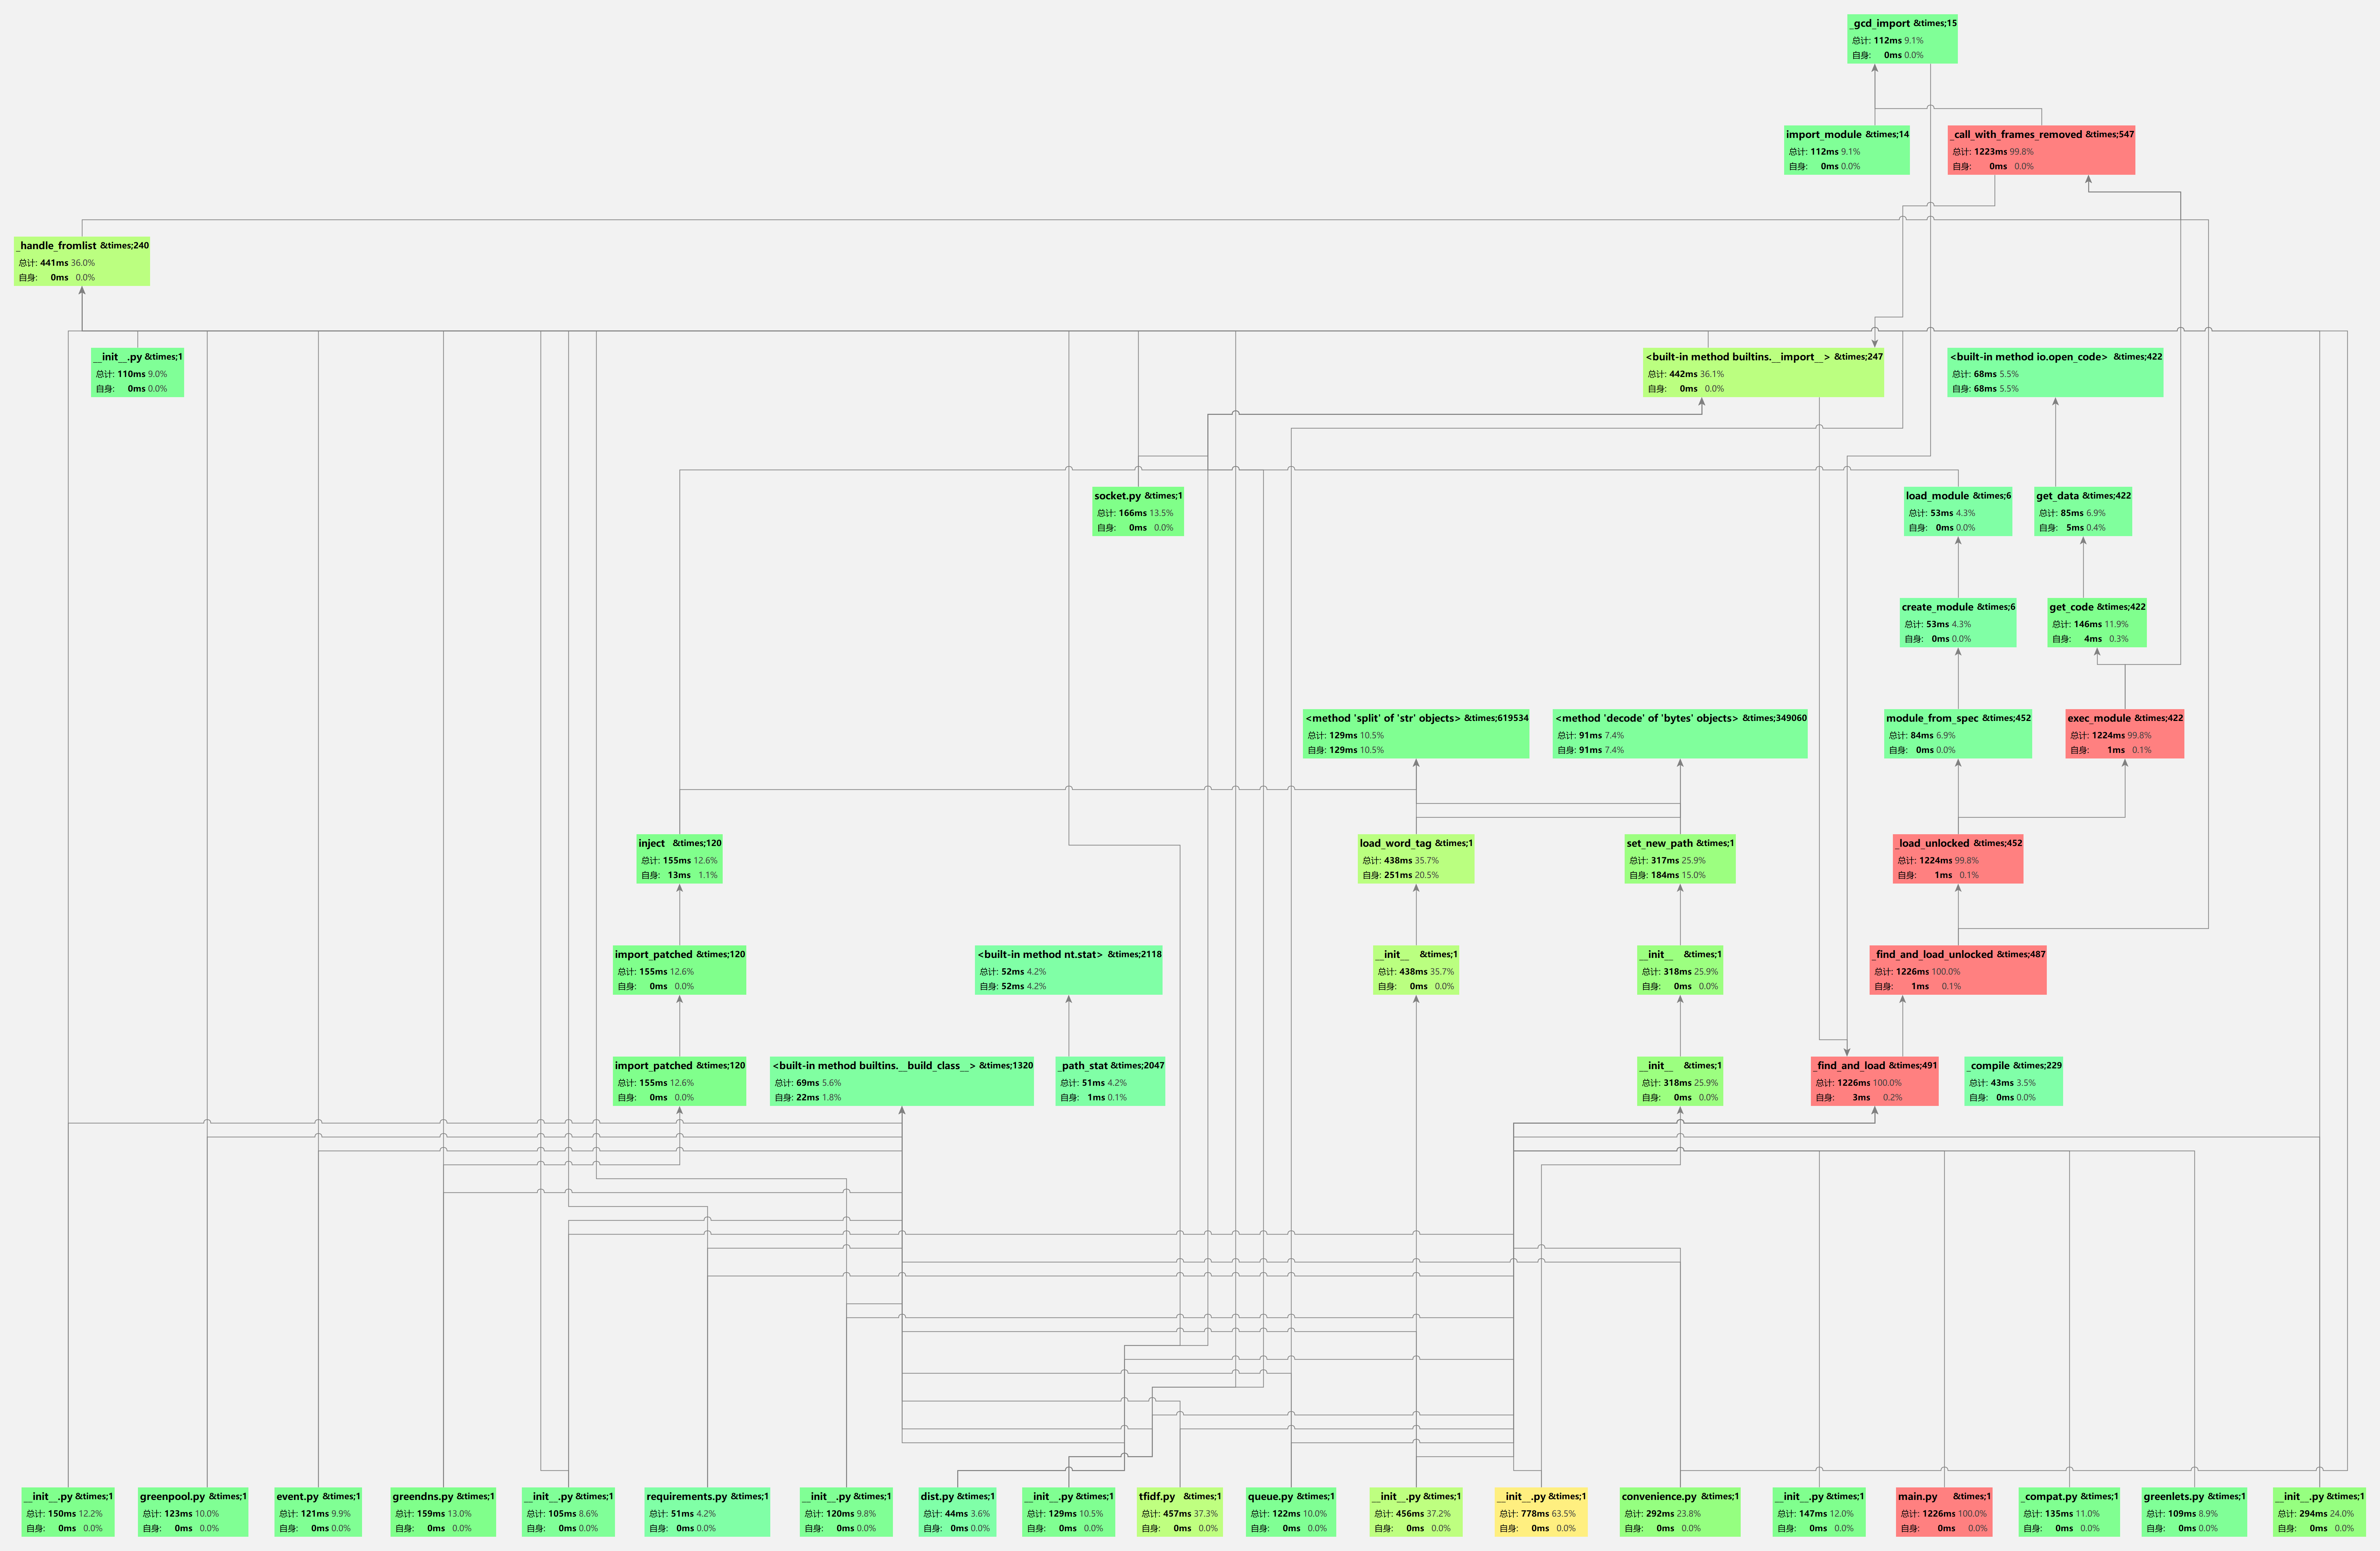 _gcd_import &times;15
总计: 112ms 9.1%
自身: 0ms 0.0%
import_module &times;14
总计: 112ms 9.1%
自身: 0ms 0.0%
_call_with_frames_removed &times;547
总计: 1223ms 99.8%
自身: 0ms 0.0%
_handle_fromlist &times;240
总计: 441ms 36.0%
自身: 0ms 0.0%
__init__.py &times;1
总计: 110ms 9.0%
自身: 0ms 0.0%
<built-in method builtins.__import__> &times;247
总计: 442ms 36.1%
自身: 0ms 0.0%
<built-in method io.open_code> &times;422
总计: 68ms 5.5%
自身: 68ms 5.5%
socket.py &times;1
总计: 166ms 13.5%
自身: 0ms 0.0%
load_module &times;6
总计: 53ms 4.3%
自身: 0ms 0.0%
get_data &times;422
总计: 85ms 6.9%
自身: 5ms 0.4%
create_module &times;6
总计: 53ms 4.3%
自身: 0ms 0.0%
get_code &times;422
总计: 146ms 11.9%
自身: 4ms 0.3%
<method 'split' of 'str' objects> &times;619534
总计: 129ms 10.5%
自身: 129ms 10.5%
<method 'decode' of 'bytes' objects> &times;349060
总计: 91ms 7.4%
自身: 91ms 7.4%
module_from_spec &times;452
总计: 84ms 6.9%
自身: 0ms 0.0%
exec_module &times;422
总计: 1224ms 99.8%
自身: 1ms 0.1%
inject &times;120
总计: 155ms 12.6%
自身: 13ms 1.1%
load_word_tag &times;1
总计: 438ms 35.7%
自身: 251ms 20.5%
set_new_path &times;1
总计: 317ms 25.9%
自身: 184ms 15.0%
_load_unlocked &times;452
总计: 1224ms 99.8%
自身: 1ms 0.1%
import_patched &times;120
总计: 155ms 12.6%
自身: 0ms 0.0%
<built-in method nt.stat> &times;2118
总计: 52ms 4.2%
自身: 52ms 4.2%
__init__ &times;1
总计: 438ms 35.7%
自身: 0ms 0.0%
__init__ &times;1
总计: 318ms 25.9%
自身: 0ms 0.0%
_find_and_load_unlocked &times;487
总计: 1226ms 100.0%
自身: 1ms 0.1%
import_patched &times;120
总计: 155ms 12.6%
自身: 0ms 0.0%
<built-in method builtins.__build_class__> &times;1320
总计: 69ms 5.6%
自身: 22ms 1.8%
_path_stat &times;2047
总计: 51ms 4.2%
自身: 1ms 0.1%
__init__ &times;1
总计: 318ms 25.9%
自身: 0ms 0.0%
_find_and_load &times;491
总计: 1226ms 100.0%
自身: 3ms 0.2%
_compile &times;229
总计: 43ms 3.5%
自身: 0ms 0.0%
__init__.py &times;1
总计: 150ms 12.2%
自身: 0ms 0.0%
greenpool.py &times;1
总计: 123ms 10.0%
自身: 0ms 0.0%
event.py &times;1
总计: 121ms 9.9%
自身: 0ms 0.0%
greendns.py &times;1
总计: 159ms 13.0%
自身: 0ms 0.0%
__init__.py &times;1
总计: 105ms 8.6%
自身: 0ms 0.0%
requirements.py &times;1
总计: 51ms 4.2%
自身: 0ms 0.0%
__init__.py &times;1
总计: 120ms 9.8%
自身: 0ms 0.0%
dist.py &times;1
总计: 44ms 3.6%
自身: 0ms 0.0%
__init__.py &times;1
总计: 129ms 10.5%
自身: 0ms 0.0%
tfidf.py &times;1
总计: 457ms 37.3%
自身: 0ms 0.0%
queue.py &times;1
总计: 122ms 10.0%
自身: 0ms 0.0%
__init__.py &times;1
总计: 456ms 37.2%
自身: 0ms 0.0%
__init__.py &times;1
总计: 778ms 63.5%
自身: 0ms 0.0%
convenience.py &times;1
总计: 292ms 23.8%
自身: 0ms 0.0%
__init__.py &times;1
总计: 147ms 12.0%
自身: 0ms 0.0%
main.py &times;1
总计: 1226ms 100.0%
自身: 0ms 0.0%
_compat.py &times;1
总计: 135ms 11.0%
自身: 0ms 0.0%
greenlets.py &times;1
总计: 109ms 8.9%
自身: 0ms 0.0%
__init__.py &times;1
总计: 294ms 24.0%
自身: 0ms 0.0%